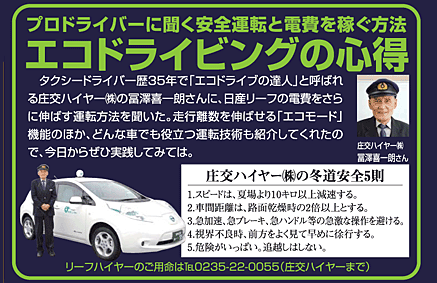 プロドライバーに聞く安全運転と電費を稼ぐ方法
エコドライビングの心得
タクシードライバー歴35年で「エコドライブの達人」と呼ばれ
る庄交ハイヤー㈱の冨澤喜一朗さんに、日産リーフの電費をさら
に伸ばす運転方法を聞いた。走行離数を伸ばせる「エコモード」
機能のほか、どんな車でも役立つ運転技術も紹介してくれたの
で、今日からぜひ実践してみては。
庄交ハイヤー㈱
冨澤喜一朗さん
庄交ハイヤー㈱の冬道安全5則
1.スピードは、夏場より10キロ以上減速する。
2.車間距離は、路面乾燥時の2倍以上とする。
3.急加速、急ブレーキ、急ハンドル等の急激な操作を避ける。
4.視界不良時、前方をよく見て早めに徐行する。
5.危険がいっぱい。追越しはしない。
リーフハイヤーのご用命は℡0235-22-0055(庄交ハイヤーまで)